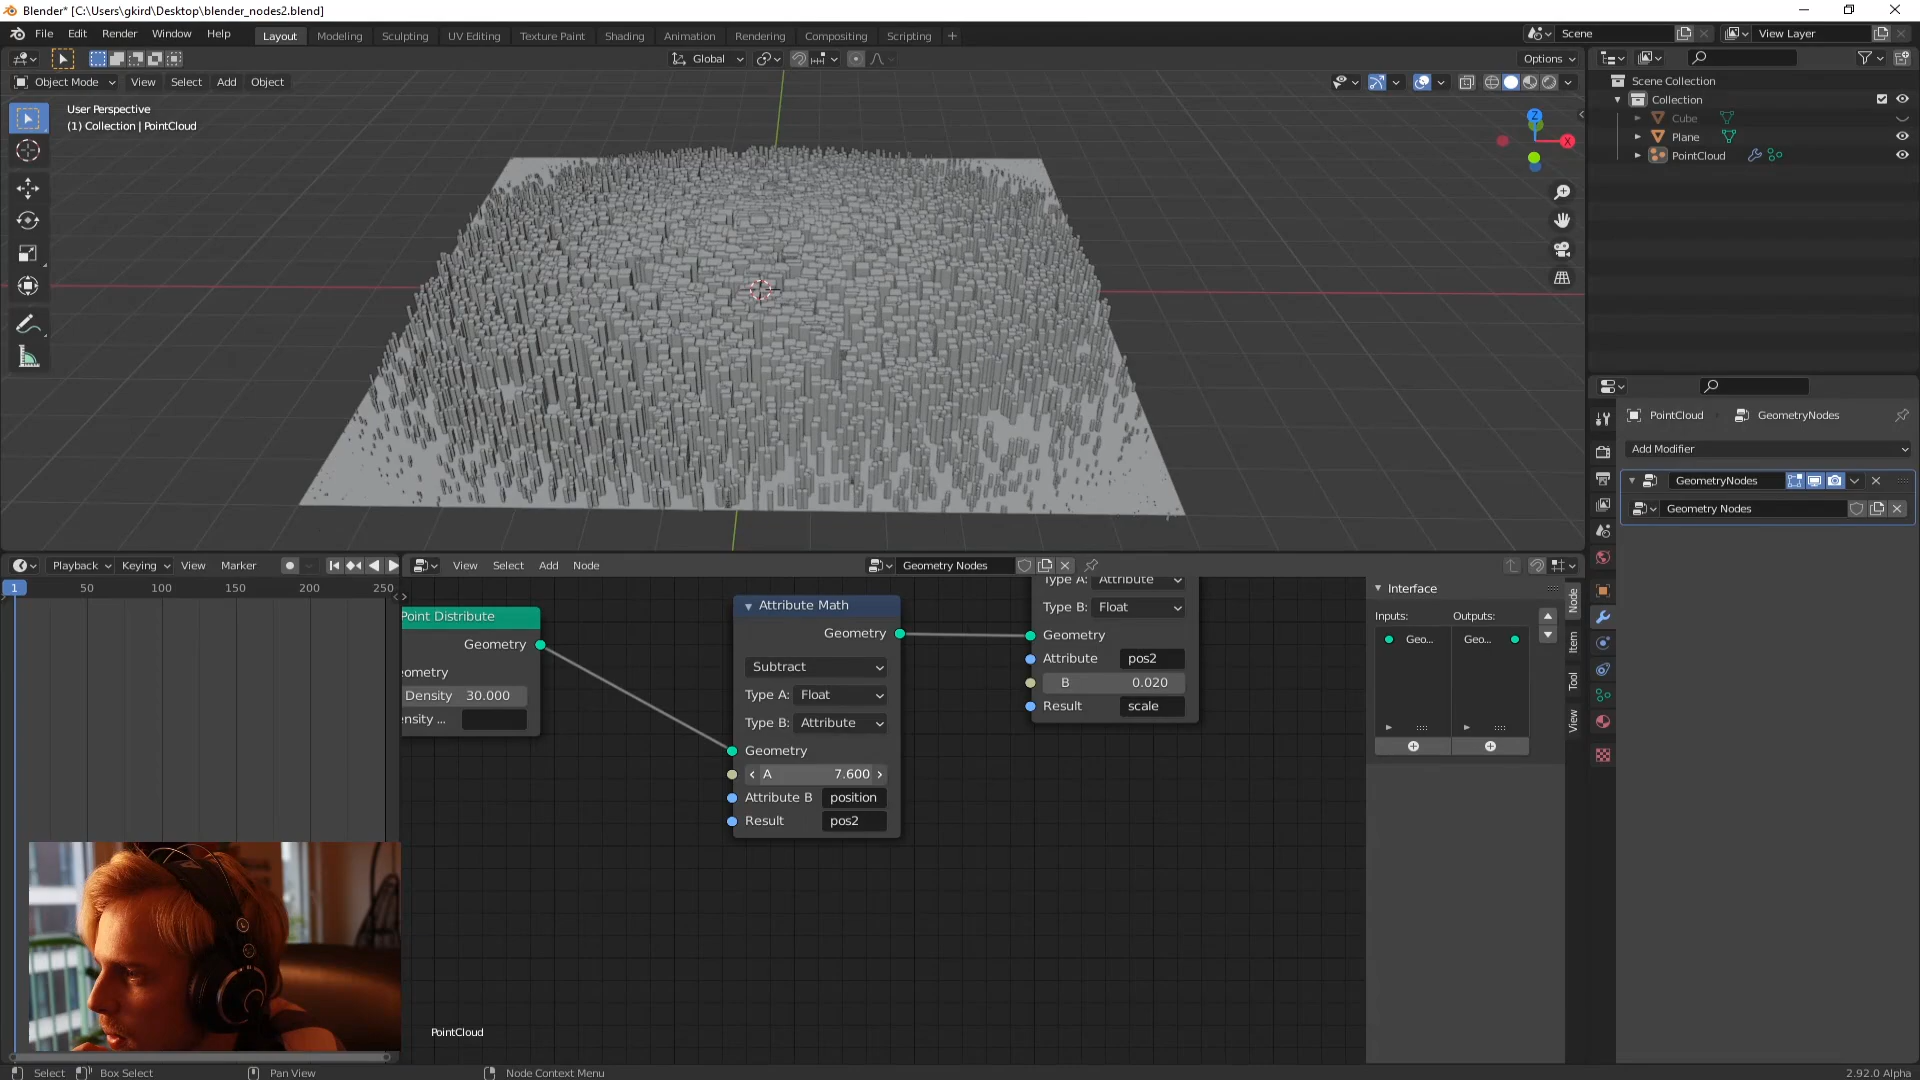 Blender* [C:\Users\gkird\Desktop\blender_nodes2.blend]
File Edit Render Window Help Layout Modeling Sculpting UV Editing Texture Paint Shading Animation Rendering Compositing Scripting + Scene View Layer
Global Options
Object Mode View Select Add Object
User Perspective
(1) Collection | PointCloud
Z
X
Scene Collection
Collection
Cube
Plane
PointCloud
PointCloud GeometryNodes
Add Modifier
GeometryNodes
Geometry Nodes
Playback Keying View Marker
1 50 100 150 200 250
View Select Add Node Geometry Nodes
Point Distribute
Geometry
eometry
Density 30.000
ensity ...
Attribute Math
Geometry
Subtract
Type A: Float
Type B: Attribute
Geometry
A 7.600
Attribute B position
Result pos2
Type A: Attribute
Type B: Float
Geometry
Attribute pos2
B 0.020
Result scale
Interface
Inputs: Outputs:
Geo... Geo...
Node
Item
Tool
View
PointCloud
Select Box Select Pan View Node Context Menu 2.92.0 Alpha